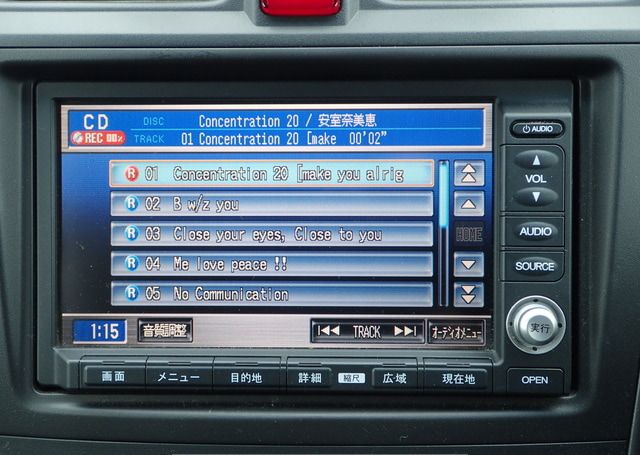 CD DISC Concentration 20 / 安室奈美恵
REC 00% TRACK 01 Concentration 20 [make 00'02"
R 01 Concentration 20 [make you alrig
R 02 B w/z you
R 03 Close your eyes, Close to you
R 04 Me love peace !!
R 05 No Communication
HOME
1:15 音質調整 TRACK オーディオメニュー
AUDIO
VOL
AUDIO
SOURCE
実行
OPEN
画面 メニュー 目的地 詳細 縮尺 広域 現在地